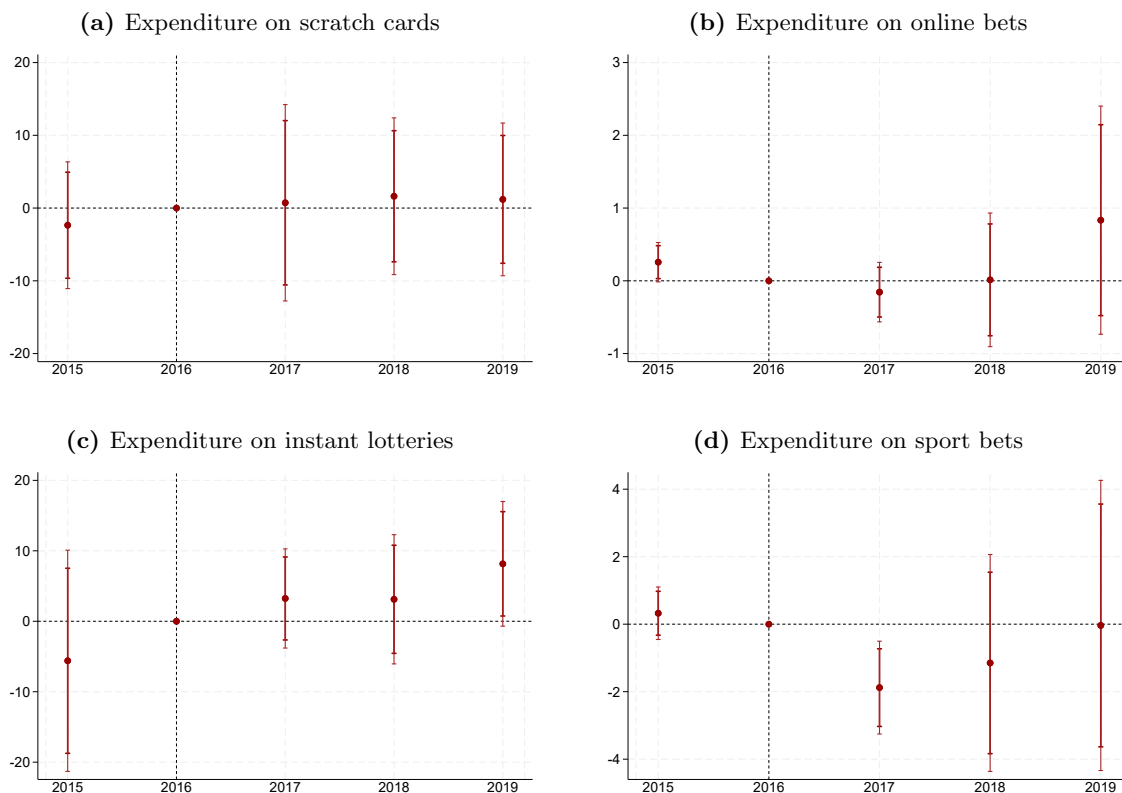 (a) Expenditure on scratch cards
20
10
0
-10
-20
2015 2016 2017 2018 2019
(b) Expenditure on online bets
3
2
1
0
-1
2015 2016 2017 2018 2019
(c) Expenditure on instant lotteries
20
10
0
-10
-20
2015 2016 2017 2018 2019
(d) Expenditure on sport bets
4
2
0
-2
-4
2015 2016 2017 2018 2019